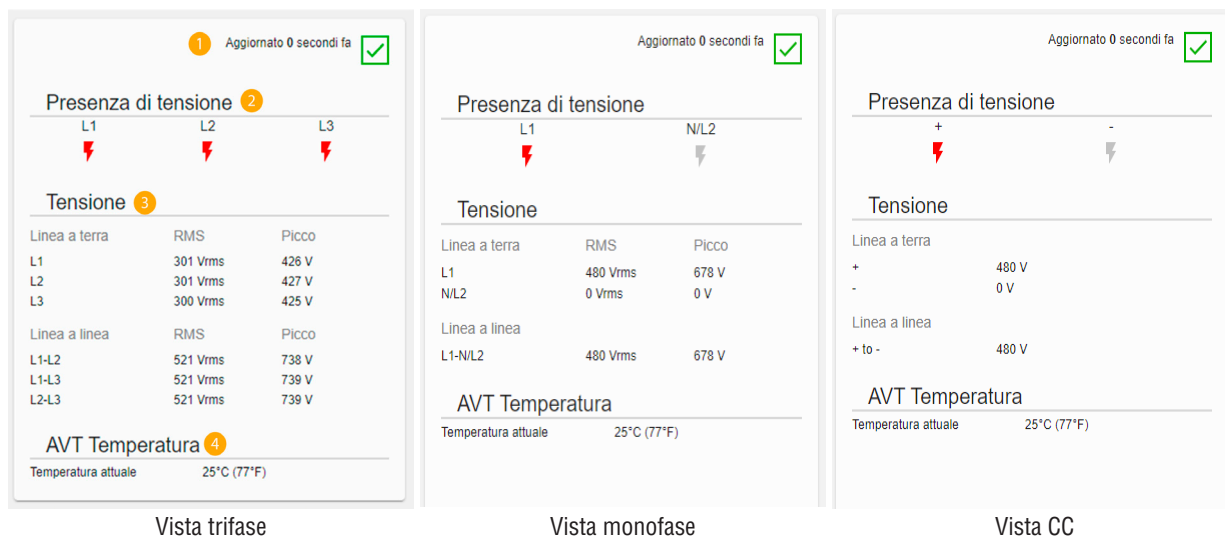 1 Aggiornato 0 secondi fa
Presenza di tensione 2
L1 L2 L3
Tensione 3
Linea a terra RMS Picco
L1 301 Vrms 426 V
L2 301 Vrms 427 V
L3 300 Vrms 425 V
Linea a linea RMS Picco
L1-L2 521 Vrms 738 V
L1-L3 521 Vrms 739 V
L2-L3 521 Vrms 739 V
AVT Temperatura 4
Temperatura attuale 25°C (77°F)
Vista trifase
Aggiornato 0 secondi fa
Presenza di tensione
L1 N/L2
Tensione
Linea a terra RMS Picco
L1 480 Vrms 678 V
N/L2 0 Vrms 0 V
Linea a linea
L1-N/L2 480 Vrms 678 V
AVT Temperatura
Temperatura attuale 25°C (77°F)
Vista monofase
Aggiornato 0 secondi fa
Presenza di tensione
+ -
Tensione
Linea a terra
+ 480 V
- 0 V
Linea a linea
+ to - 480 V
AVT Temperatura
Temperatura attuale 25°C (77°F)
Vista CC